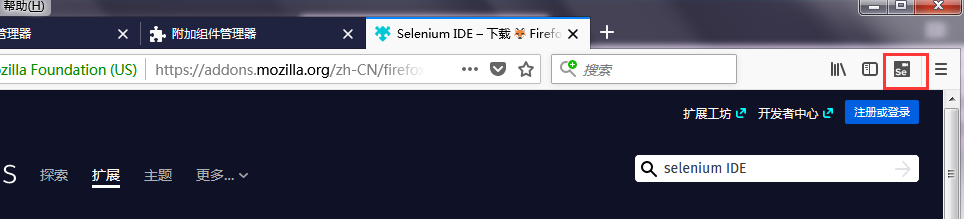 帮助(H)
管理器
附加组件管理器
Selenium IDE – 下载 🦊 Firefo
zilla Foundation (US)
https://addons.mozilla.org/zh-CN/firefox
搜索
Se
扩展工坊
开发者中心
注册或登录
S
探索
扩展
主题
更多...
selenium IDE